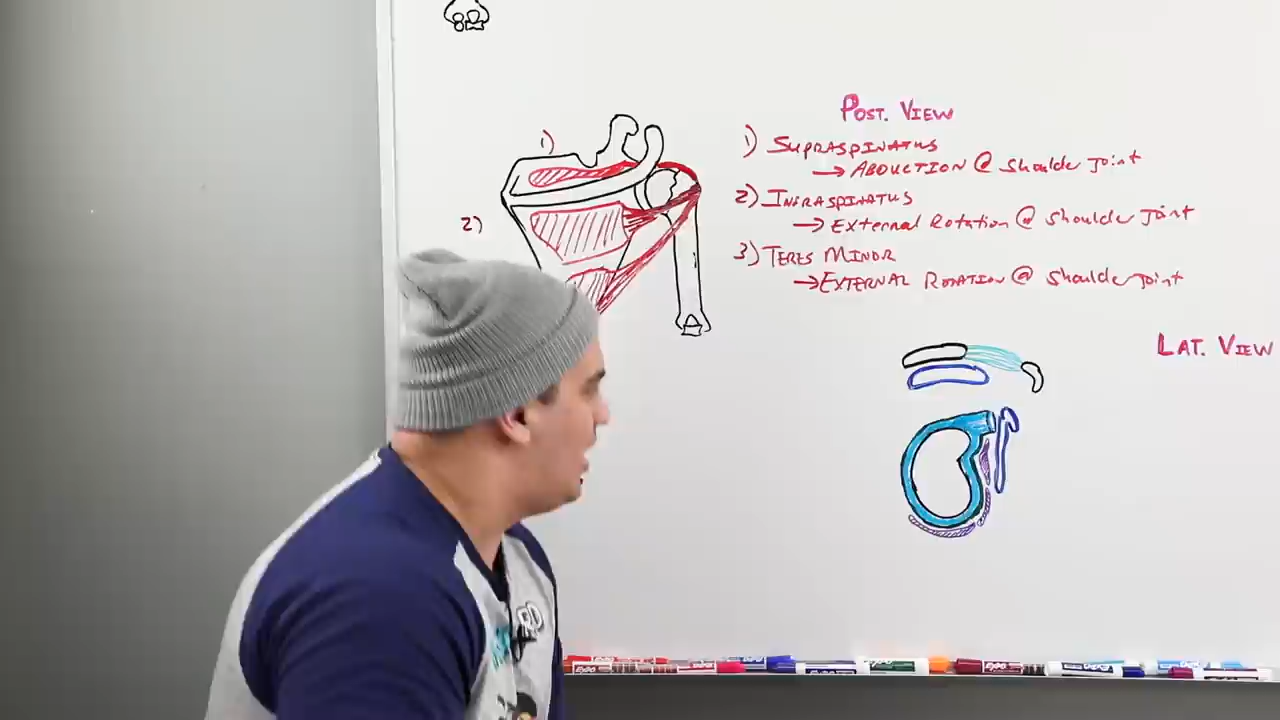 Post. View
1)
1) Supraspinatus
→ Abduction @ Shoulder Joint
2)
2) Infraspinatus
→ External Rotation @ Shoulder Joint
3) Teres Minor
→ External Rotation @ Shoulder Joint
Lat. View
EXPO